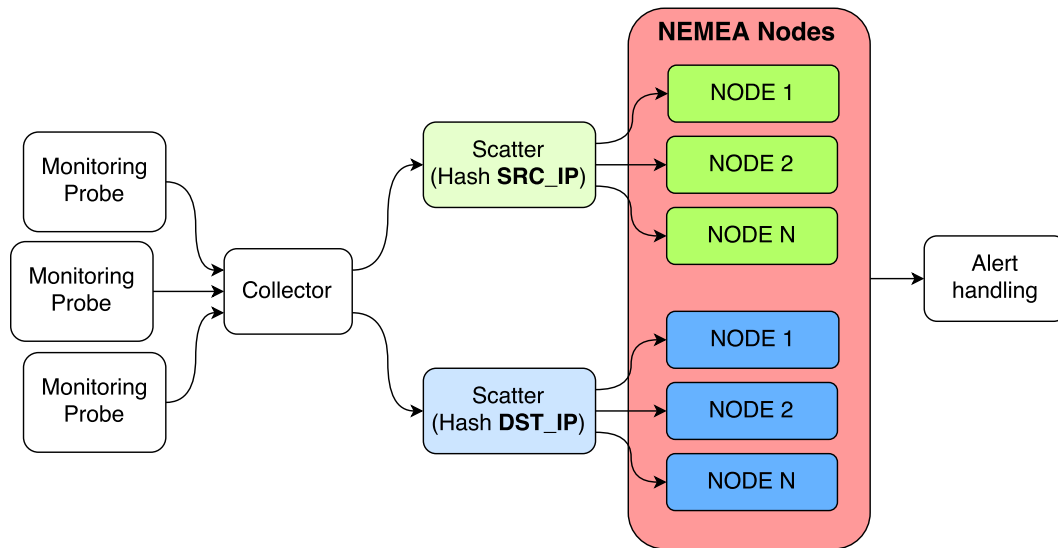 Monitoring
Probe
Monitoring
Probe
Monitoring
Probe
Collector
Scatter
(Hash SRC_IP)
Scatter
(Hash DST_IP)
NEMEA Nodes
NODE 1
NODE 2
NODE N
NODE 1
NODE 2
NODE N
Alert
handling